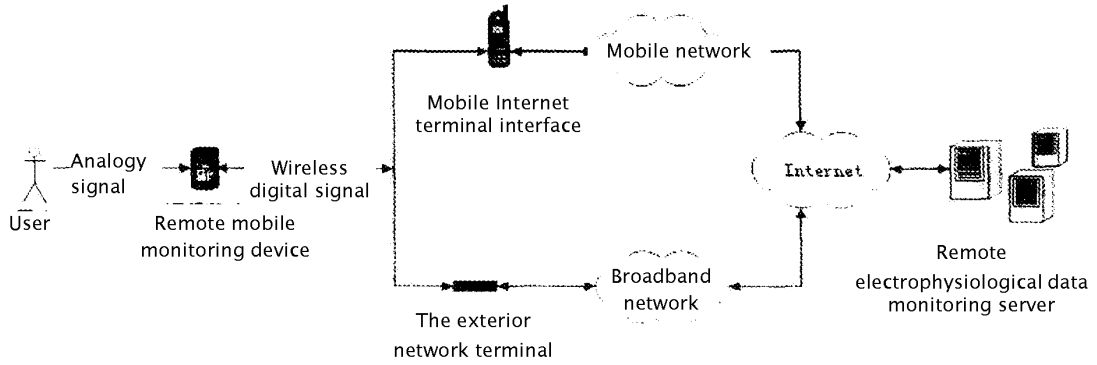 Mobile network
Mobile Internet
terminal interface
Analogy
signal
Wireless
digital signal
Internet
User
Remote mobile
monitoring device
Remote
electrophysiological data
monitoring server
Broadband
network
The exterior
network terminal